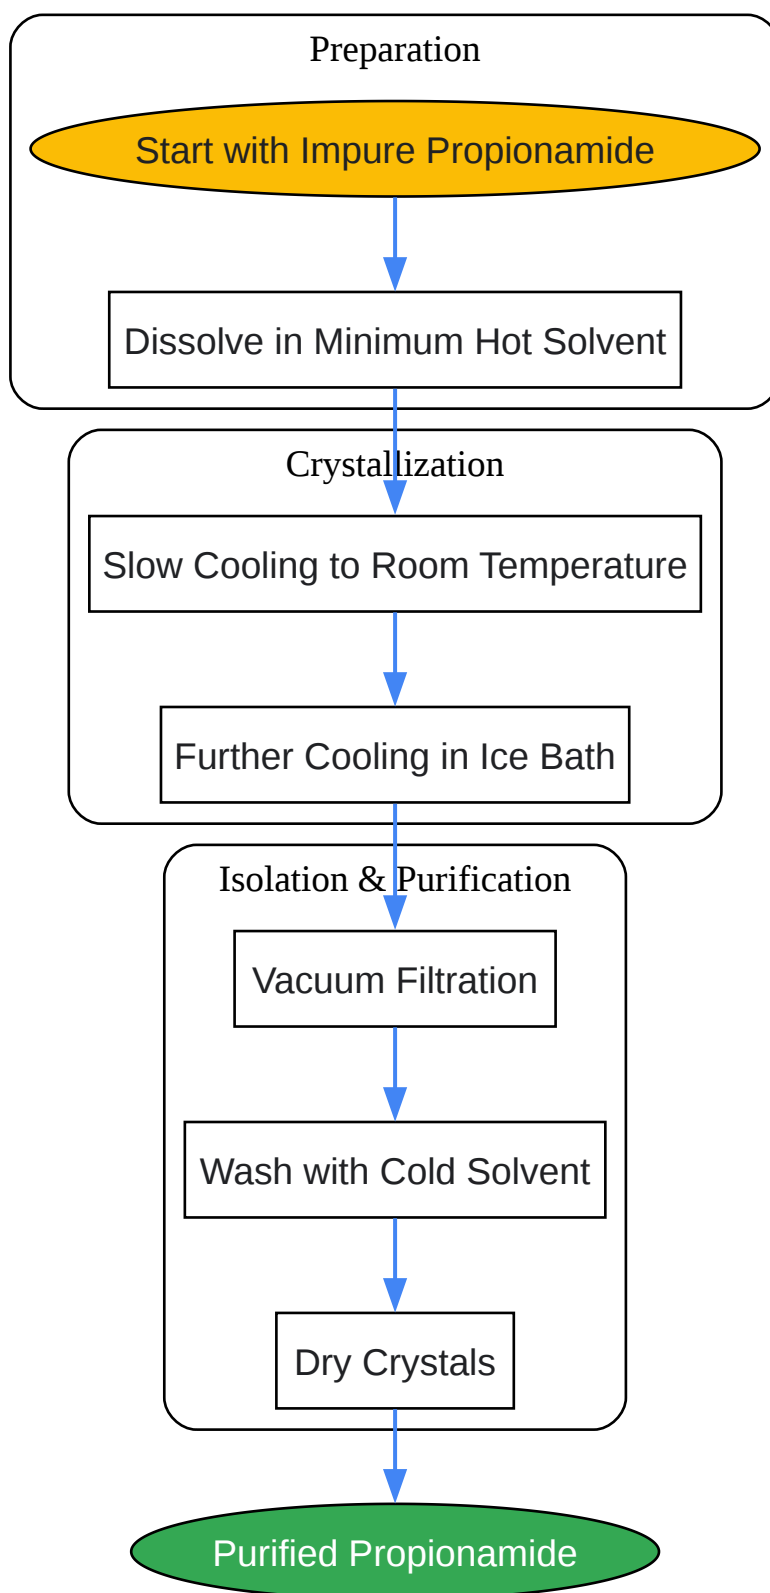 Preparation
Start with Impure Propionamide
Dissolve in Minimum Hot Solvent
Crystallization
Slow Cooling to Room Temperature
Further Cooling in Ice Bath
Isolation & Purification
Vacuum Filtration
Wash with Cold Solvent
Dry Crystals
Purified Propionamide